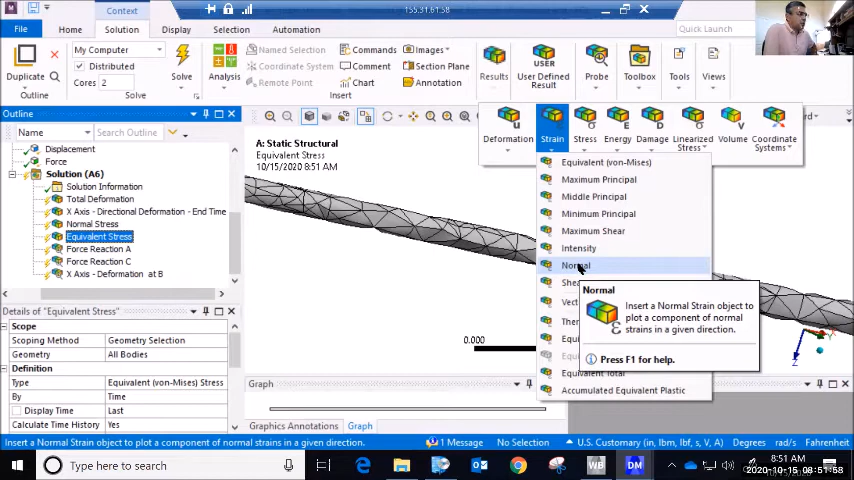 Context
155.31.61.58
File
Home
Solution
Display
Selection
Automation
Quick Launch
Duplicate
My Computer
Distributed
Cores 2
Solve
Analysis
Named Selection
Coordinate System
Remote Point
Commands
Comment
Chart
Images
Section Plane
Annotation
Results
User Defined
Result
Probe
Toolbox
Tools
Views
Outline
Solve
Insert
USER
Outline
Name
Search Outline
Displacement
Force
Solution (A6)
Solution Information
Total Deformation
X Axis - Directional Deformation - End Time
Normal Stress
Equivalent Stress
Force Reaction A
Force Reaction C
X Axis - Deformation at B
Details of "Equivalent Stress"
Scope
Scoping Method Geometry Selection
Geometry All Bodies
Definition
Type Equivalent (von-Mises) Stress
By Time
Display Time Last
Calculate Time History Yes
A: Static Structural
Equivalent Stress
10/15/2020 8:51 AM
0.000
Z
Deformation
Strain
Stress
Energy
Damage
Linearized
Stress
Volume
Coordinate
Systems
Equivalent (von-Mises)
Maximum Principal
Middle Principal
Minimum Principal
Maximum Shear
Intensity
Normal
Equivalent Total
Accumulated Equivalent Plastic
Normal
Insert a Normal Strain object to
plot a component of normal
strains in a given direction.
Press F1 for help.
Graph
Graphics Annotations
Graph
Insert a Normal Strain object to plot a component of normal strains in a given direction.
1 Message
No Selection
U.S. Customary (in, lbm, lbf, s, V, A)
Degrees
rad/s
Fahrenheit
Type here to search
WB
DM
8:51 AM
2020-10-15 08:51:58